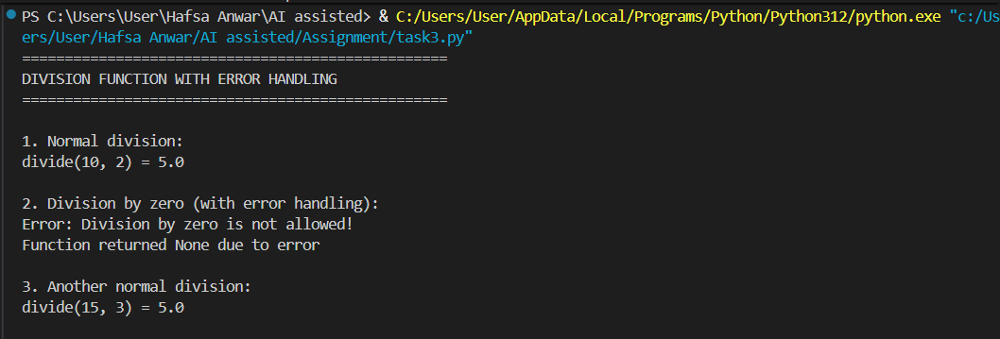 PS C:\Users\User\Hafsa Anwar\AI assisted> & C:/Users/User/AppData/Local/Programs/Python/Python312/python.exe "c:/Us
ers/User/Hafsa Anwar/AI assisted/Assignment/task3.py"
==================================================
DIVISION FUNCTION WITH ERROR HANDLING
==================================================
1. Normal division:
divide(10, 2) = 5.0
2. Division by zero (with error handling):
Error: Division by zero is not allowed!
Function returned None due to error
3. Another normal division:
divide(15, 3) = 5.0